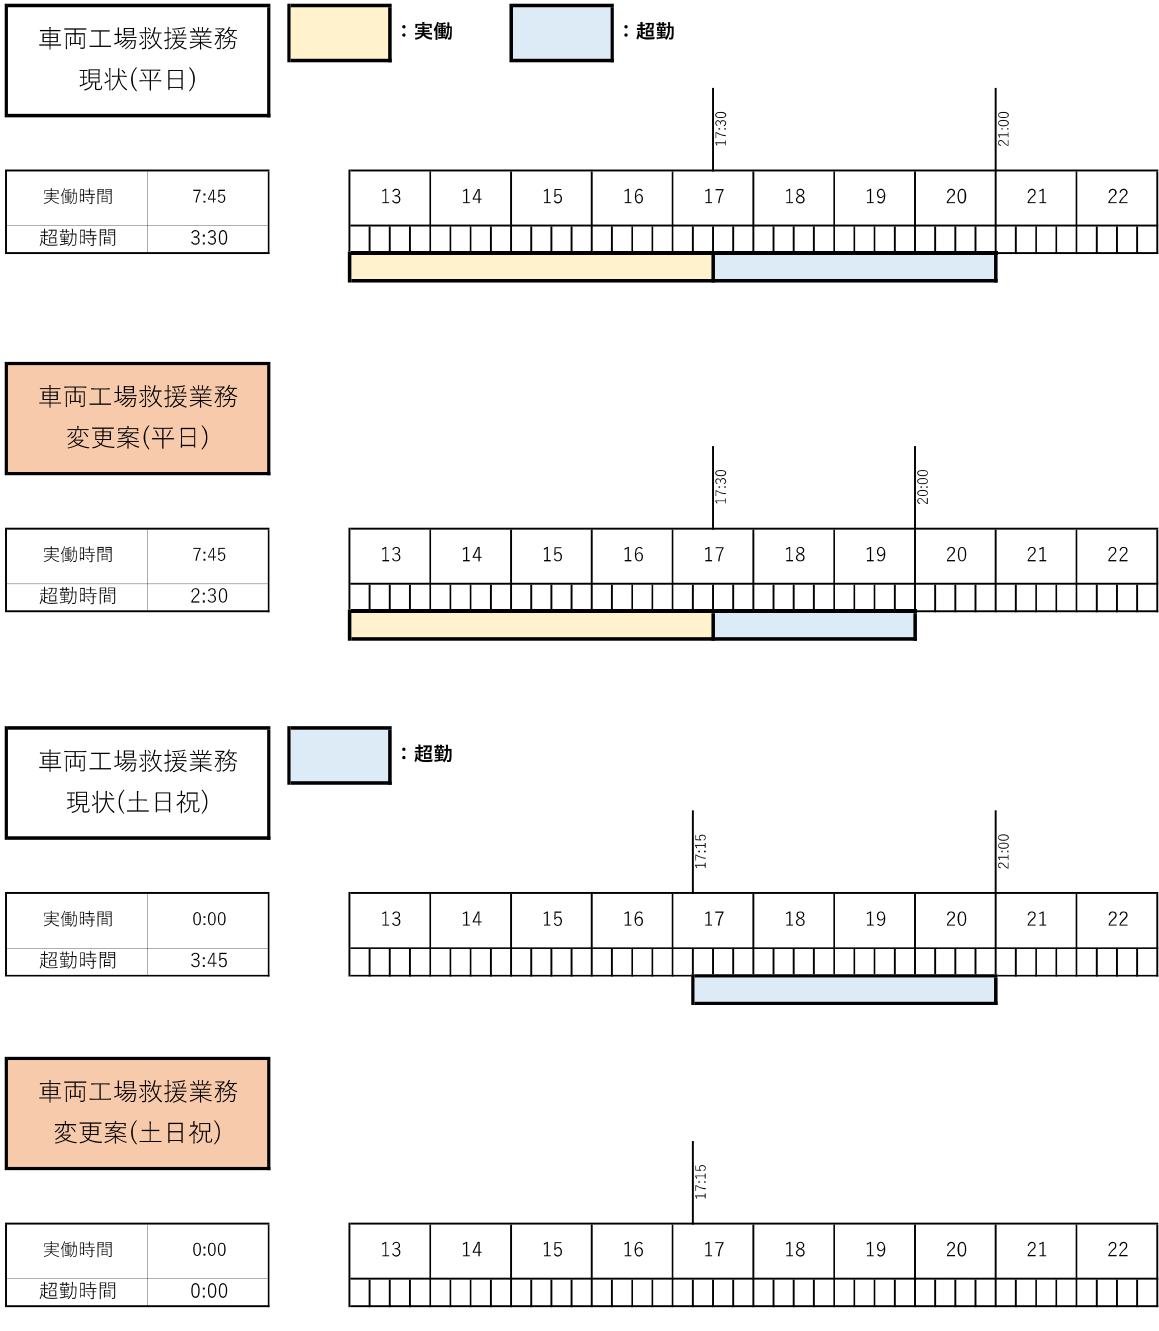 車両工場救援業務
現状(平日)
：実働
：超勤
17:30
21:00
実働時間 7:45
超勤時間 3:30
13 14 15 16 17 18 19 20 21 22
車両工場救援業務
変更案(平日)
17:30
20:00
実働時間 7:45
超勤時間 2:30
13 14 15 16 17 18 19 20 21 22
車両工場救援業務
現状(土日祝)
：超勤
17:15
21:00
実働時間 0:00
超勤時間 3:45
13 14 15 16 17 18 19 20 21 22
車両工場救援業務
変更案(土日祝)
17:15
実働時間 0:00
超勤時間 0:00
13 14 15 16 17 18 19 20 21 22